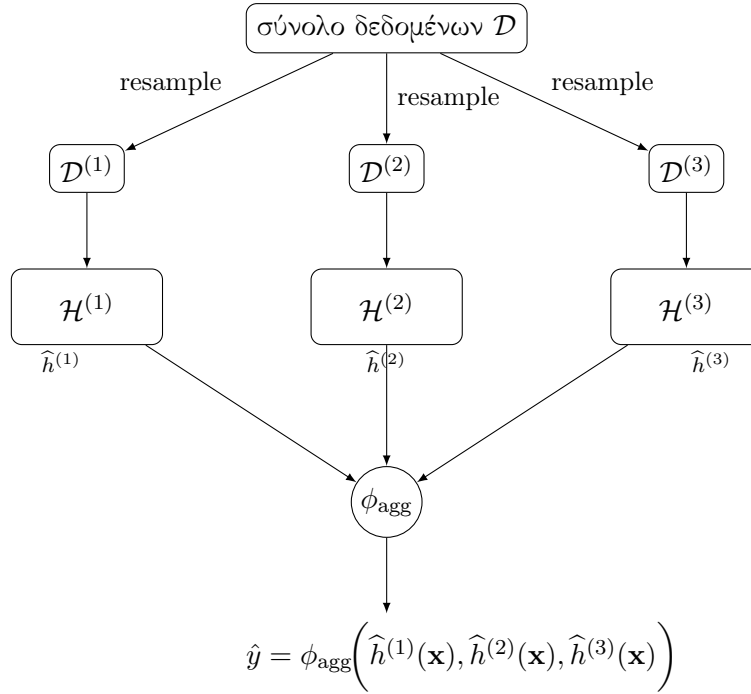 σύνολο δεδομένων 𝒟
resample resample resample
𝒟⁽¹⁾ 𝒟⁽²⁾ 𝒟⁽³⁾
ℋ⁽¹⁾ ℋ⁽²⁾ ℋ⁽³⁾
ĥ⁽¹⁾ ĥ⁽²⁾ ĥ⁽³⁾
ϕ_agg
ŷ = ϕ_agg(ĥ⁽¹⁾(𝐱), ĥ⁽²⁾(𝐱), ĥ⁽³⁾(𝐱))